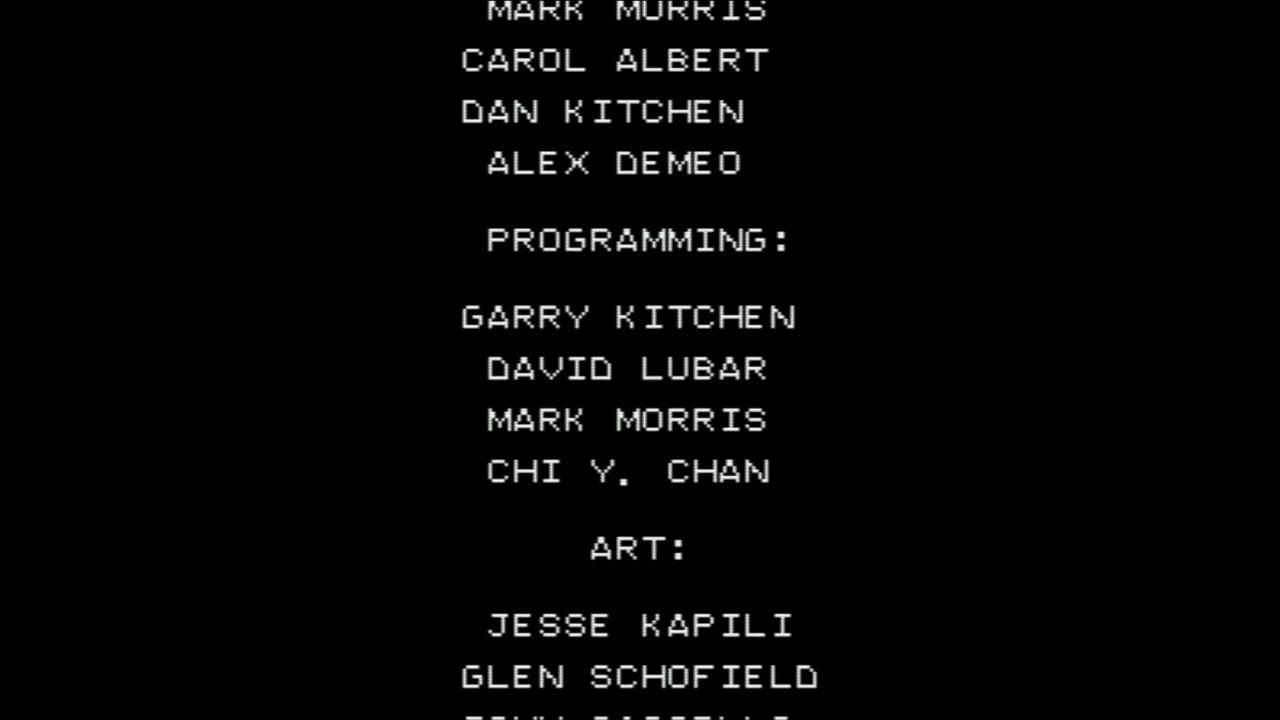 MARK MORRIS
CAROL ALBERT
DAN KITCHEN
ALEX DEMEO
PROGRAMMING:
GARRY KITCHEN
DAVID LUBAR
MARK MORRIS
CHI Y. CHAN
ART:
JESSE KAPILI
GLEN SCHOFIELD